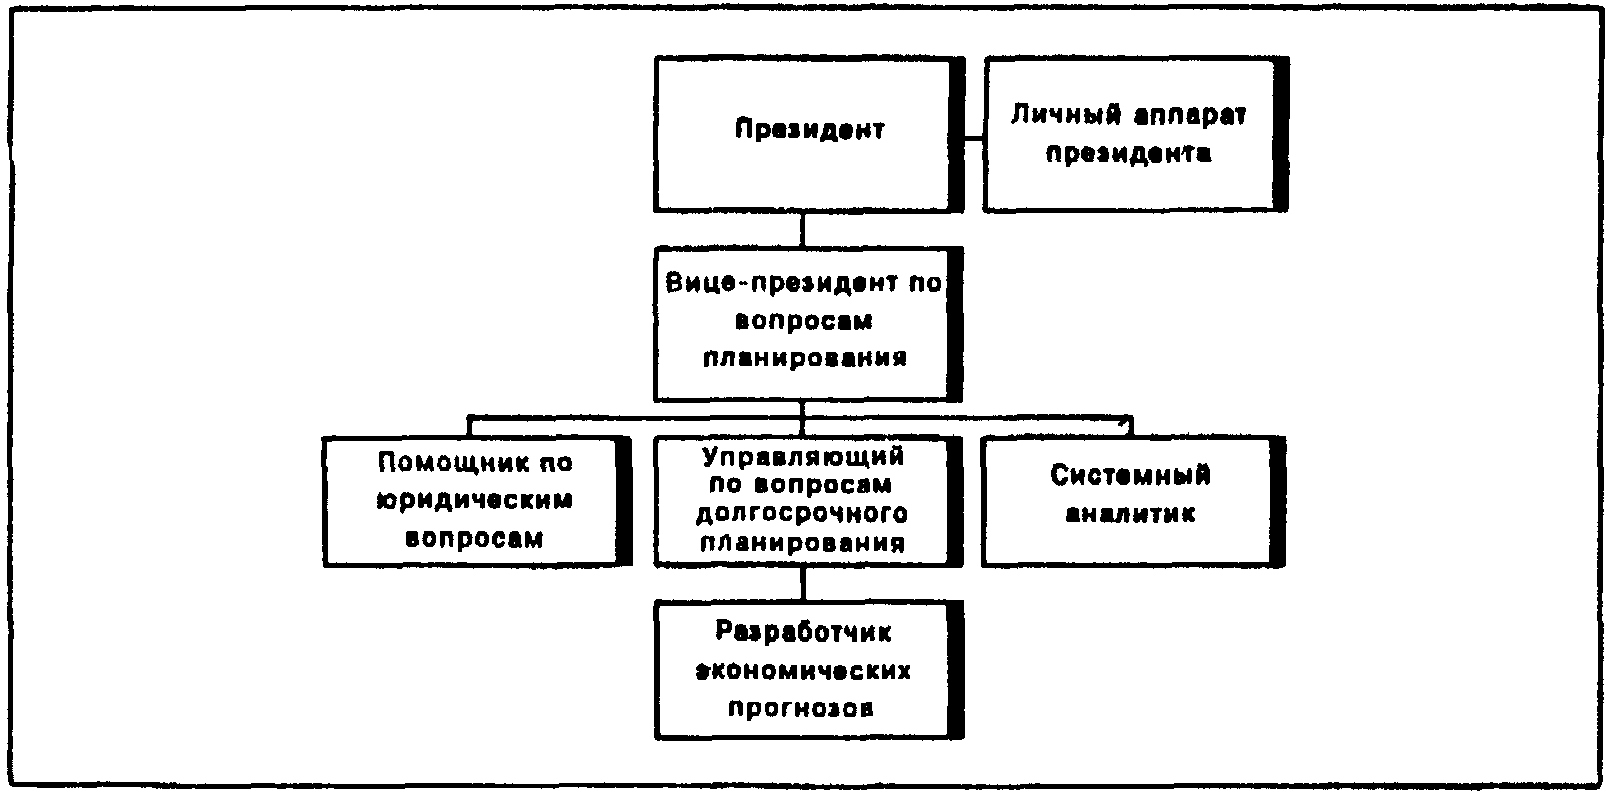 Президент
Личный аппарат
президента
Вице-президент по
вопросам
планирования
Помощник по
юридическим
вопросам
Управляющий
по вопросам
долгосрочного
планирования
Системный
аналитик
Разработчик
экономических
прогнозов